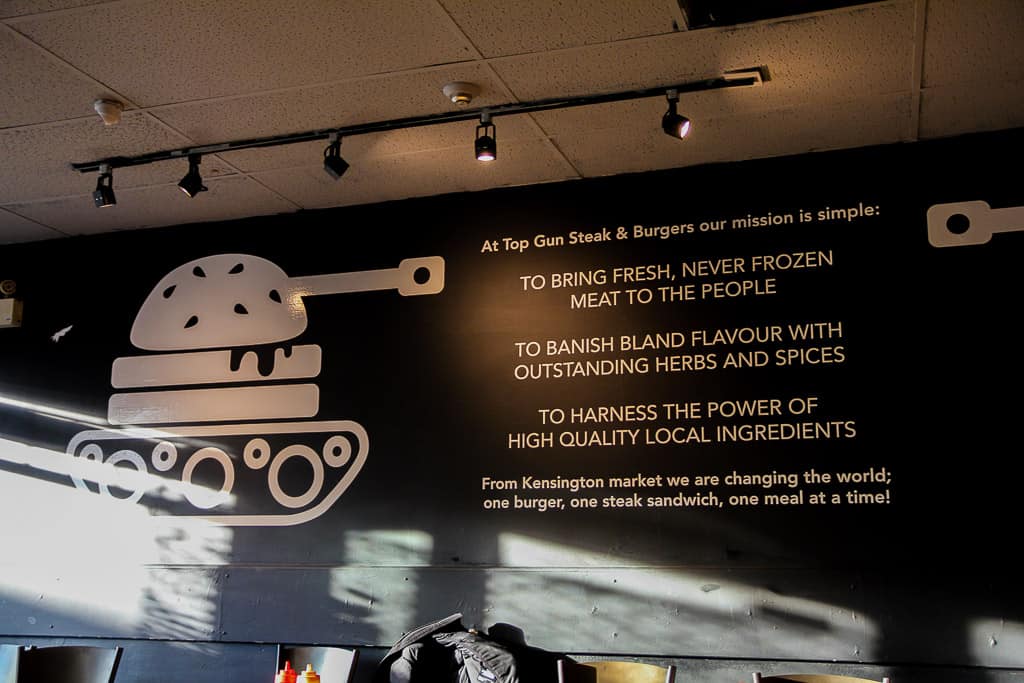 At Top Gun Steak & Burgers our mission is simple:
TO BRING FRESH, NEVER FROZEN
MEAT TO THE PEOPLE
TO BANISH BLAND FLAVOUR WITH
OUTSTANDING HERBS AND SPICES
TO HARNESS THE POWER OF
HIGH QUALITY LOCAL INGREDIENTS
From Kensington market we are changing the world;
one burger, one steak sandwich, one meal at a time!